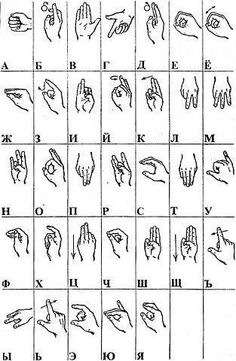 А Б В Г Д Е Ё
Ж З И Й К Л М
Н О П Р С Т У
Ф Х Ц Ч Ш Щ Ъ
Ы Ь Э Ю Я